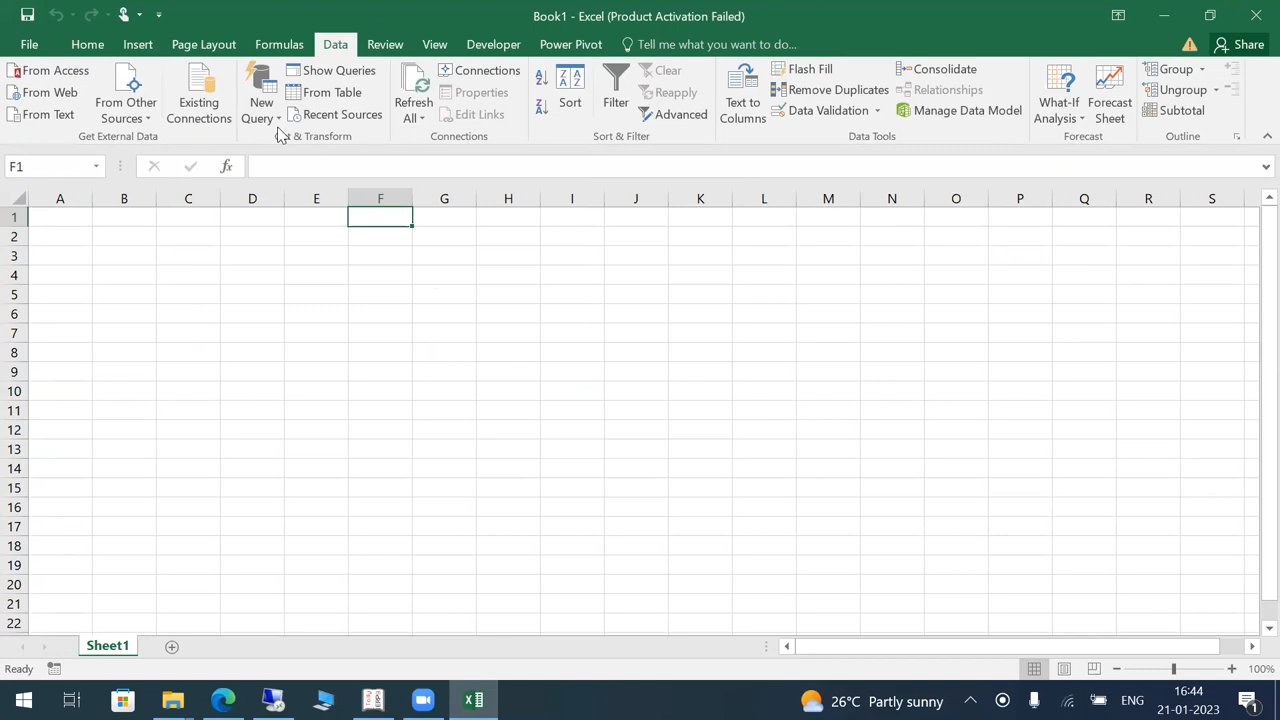 Book1 - Excel (Product Activation Failed)
File Home Insert Page Layout Formulas Data Review View Developer Power Pivot Tell me what you want to do... Share
From Access
From Web
From Text
From Other Sources
Existing Connections
Get External Data
New Query
Show Queries
From Table
Recent Sources
t & Transform
Refresh All
Connections
Properties
Edit Links
Connections
A Z
Z A
Sort
Filter
Clear
Reapply
Advanced
Sort & Filter
Text to Columns
Flash Fill
Remove Duplicates
Data Validation
Consolidate
Relationships
Manage Data Model
Data Tools
What-If Analysis
Forecast Sheet
Forecast
Group
Ungroup
Subtotal
Outline
F1 fx
A B C D E F G H I J K L M N O P Q R S
1
2
3
4
5
6
7
8
9
10
11
12
13
14
15
16
17
18
19
20
21
22
Sheet1
Ready 100%
26°C Partly sunny ENG 16:44
21-01-2023 1